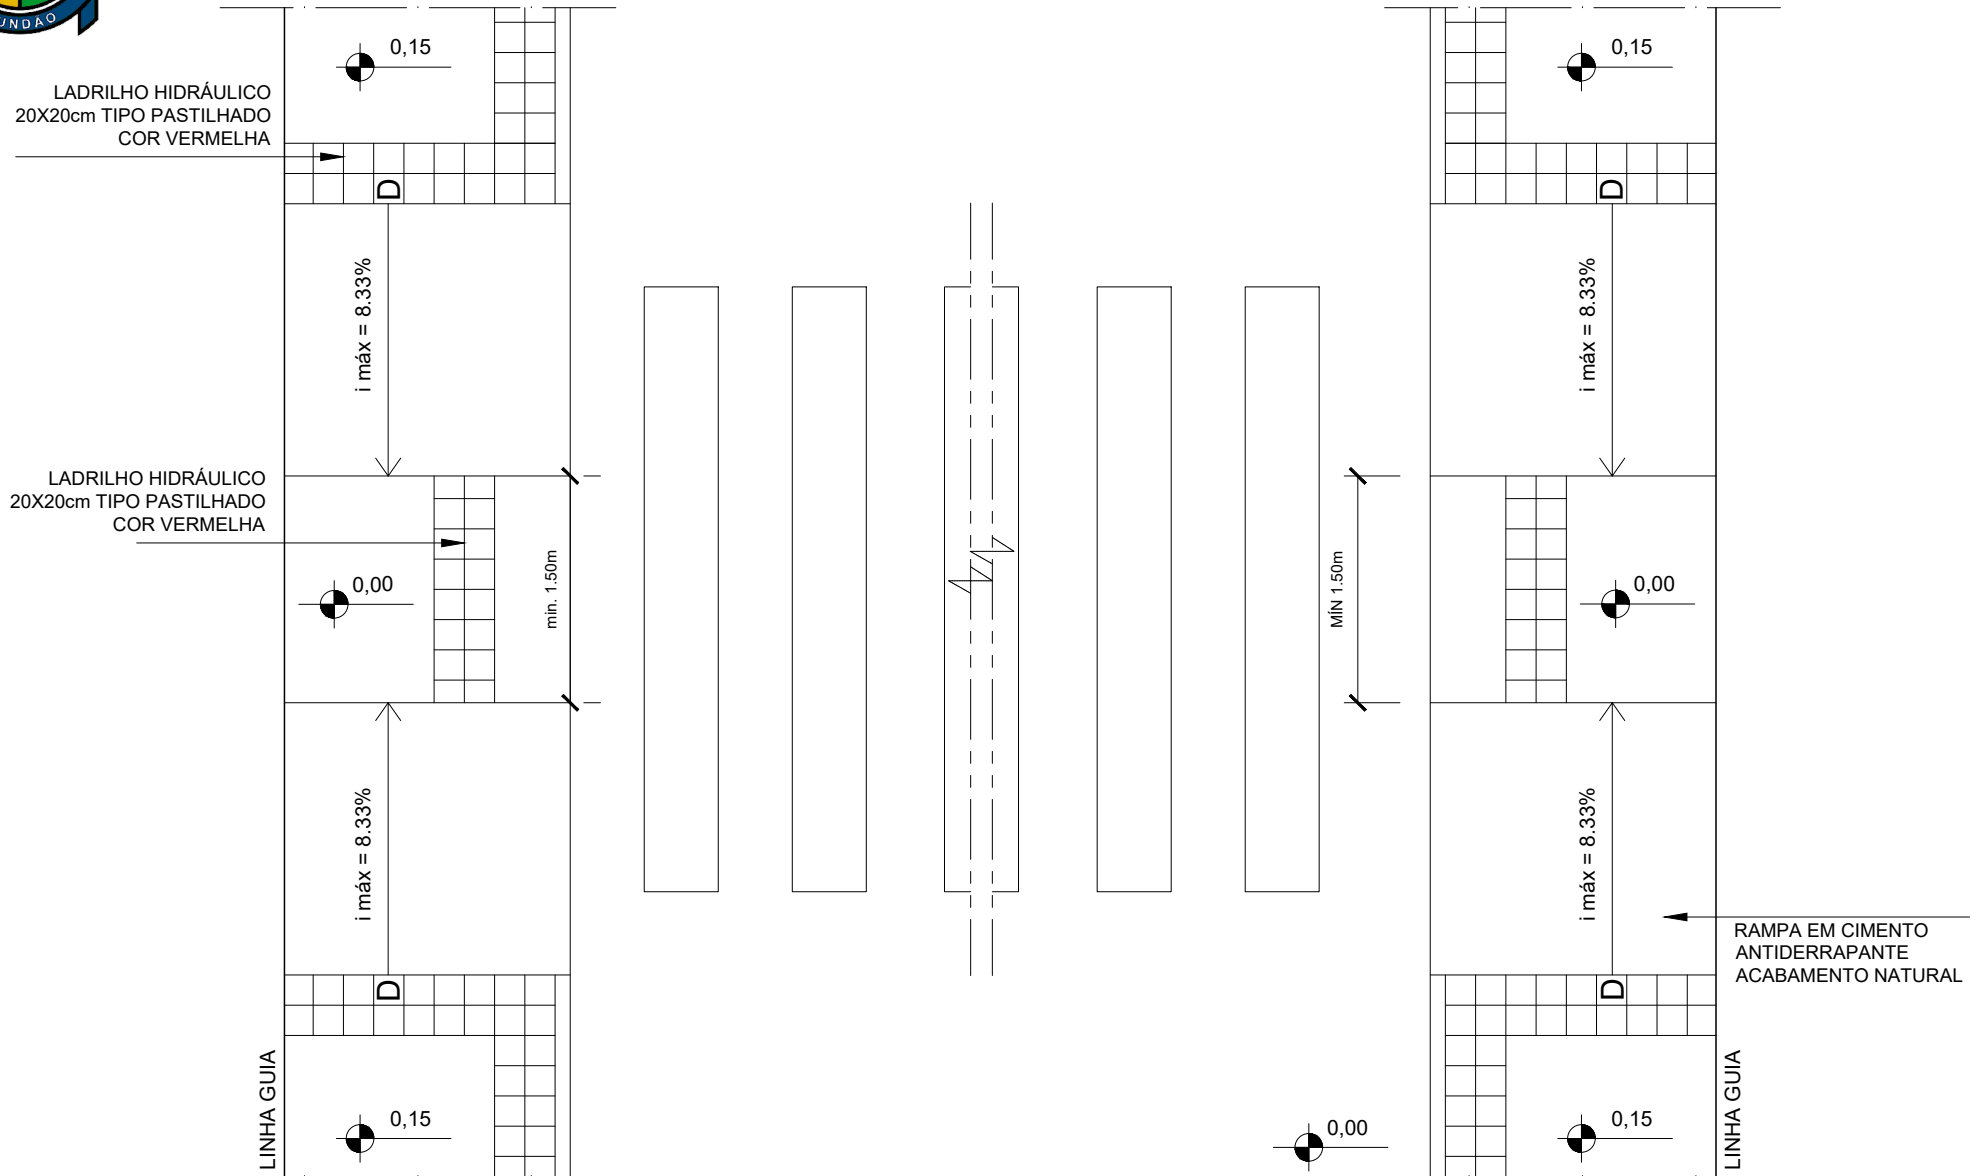 UNDÃO
0,15
0,15
LADRILHO HIDRÁULICO
20X20cm TIPO PASTILHADO
COR VERMELHA
D
D
i máx = 8.33%
i máx = 8.33%
LADRILHO HIDRÁULICO
20X20cm TIPO PASTILHADO
COR VERMELHA
min. 1.50m
MÍN 1.50m
0,00
0,00
i máx = 8.33%
i máx = 8.33%
RAMPA EM CIMENTO
ANTIDERRAPANTE
ACABAMENTO NATURAL
D
D
LINHA GUIA
LINHA GUIA
0,15
0,00
0,15